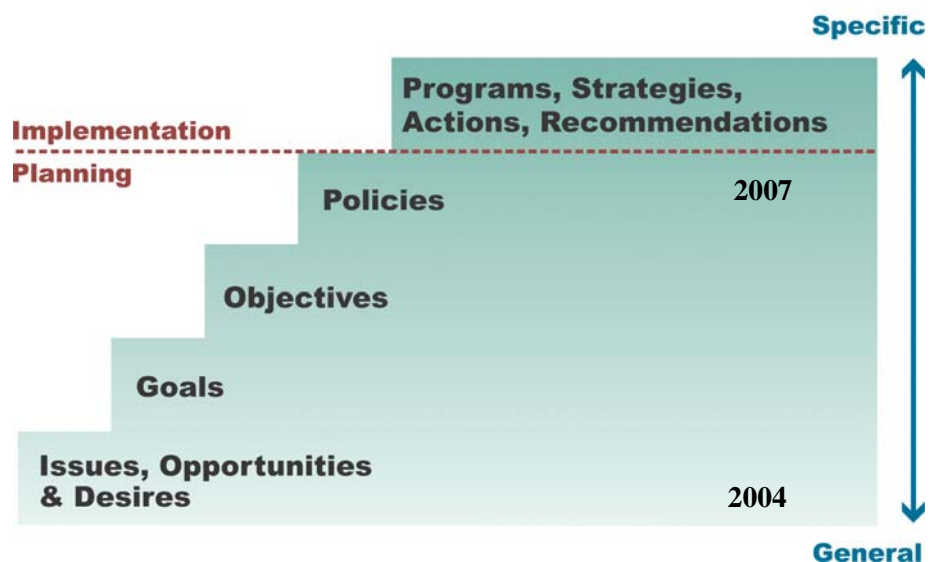 Specific
Programs, Strategies,
Actions, Recommendations
Implementation
Planning
Policies
2007
Objectives
Goals
Issues, Opportunities
& Desires
2004
General